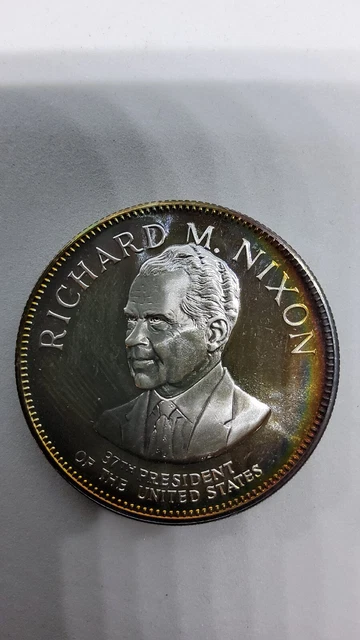 RICHARD M. NIXON
37TH PRESIDENT
OF THE UNITED STATES